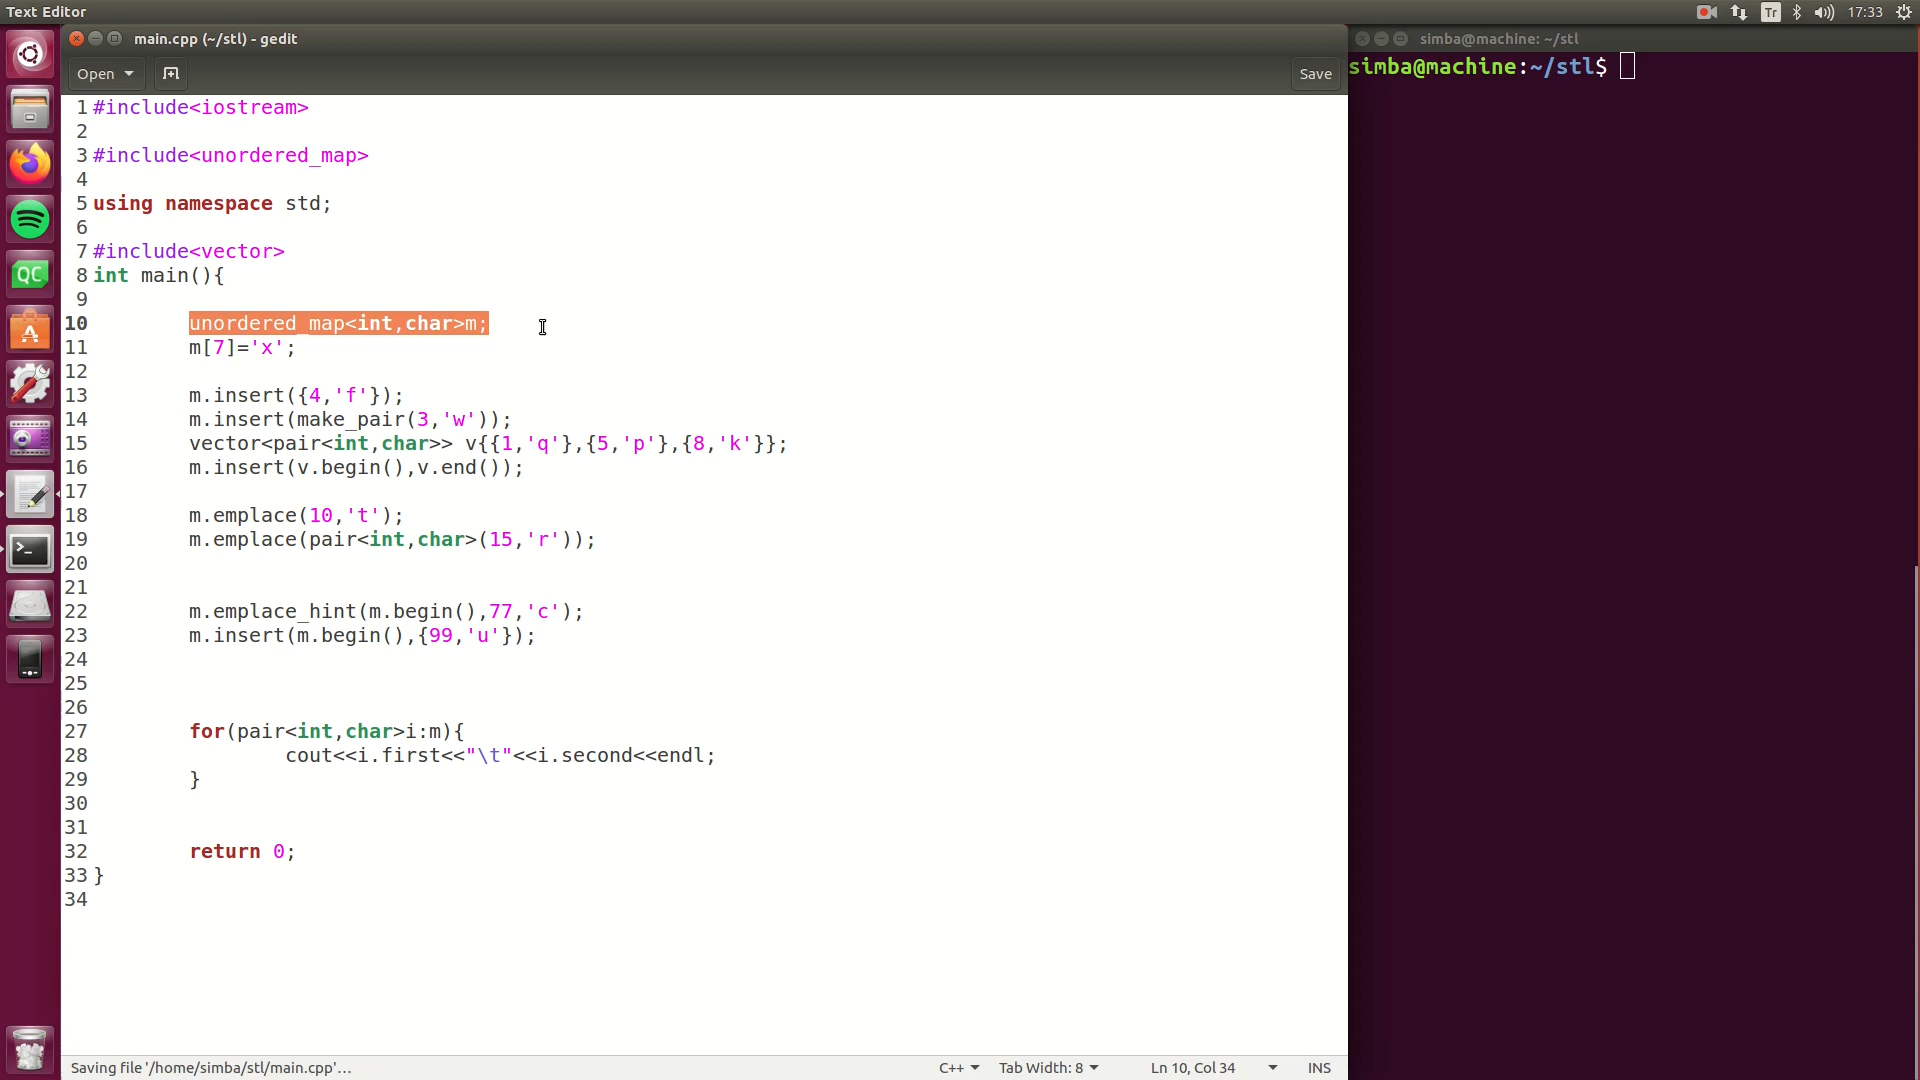 Text Editor
Tr
17:33
main.cpp (~/stl) - gedit
simba@machine: ~/stl
Open
Save
simba@machine:~/stl$
1 #include<iostream>
2
3 #include<unordered_map>
4
5 using namespace std;
6
7 #include<vector>
8 int main(){
9
10 unordered_map<int,char>m;
11 m[7]='x';
12
13 m.insert({4,'f'});
14 m.insert(make_pair(3,'w'));
15 vector<pair<int,char>> v{{1,'q'},{5,'p'},{8,'k'}};
16 m.insert(v.begin(),v.end());
17
18 m.emplace(10,'t');
19 m.emplace(pair<int,char>(15,'r'));
20
21
22 m.emplace_hint(m.begin(),77,'c');
23 m.insert(m.begin(),{99,'u'});
24
25
26
27 for(pair<int,char>i:m){
28 cout<<i.first<<"\t"<<i.second<<endl;
29 }
30
31
32 return 0;
33 }
34
QC
Saving file '/home/simba/stl/main.cpp'...
C++
Tab Width: 8
Ln 10, Col 34
INS